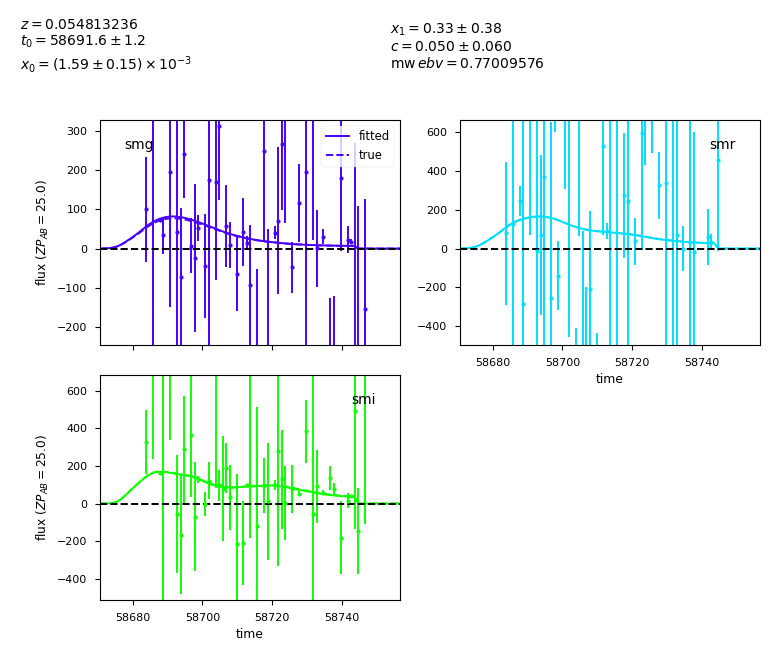 z = 0.054813236
t₀ = 58691.6 ± 1.2
x₀ = (1.59 ± 0.15) × 10⁻³
x₁ = 0.33 ± 0.38
c = 0.050 ± 0.060
mw ebv = 0.77009576
300
200
100
0
−100
−200
flux (ZP_AB = 25.0)
smg
fitted
true
600
400
200
0
−200
−400
smr
58680
58700
58720
58740
time
600
400
200
0
−200
−400
flux (ZP_AB = 25.0)
smi
58680
58700
58720
58740
time